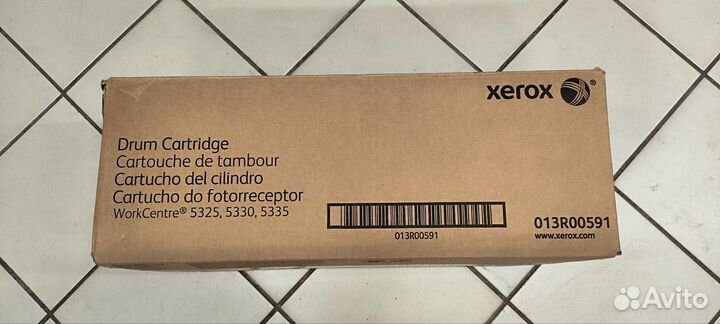 xerox
Drum Cartridge
Cartouche de tambour
Cartucho del cilindro
Cartucho do fotorreceptor
WorkCentre® 5325, 5330, 5335
013R00591
013R00591
www.xerox.com
Avito